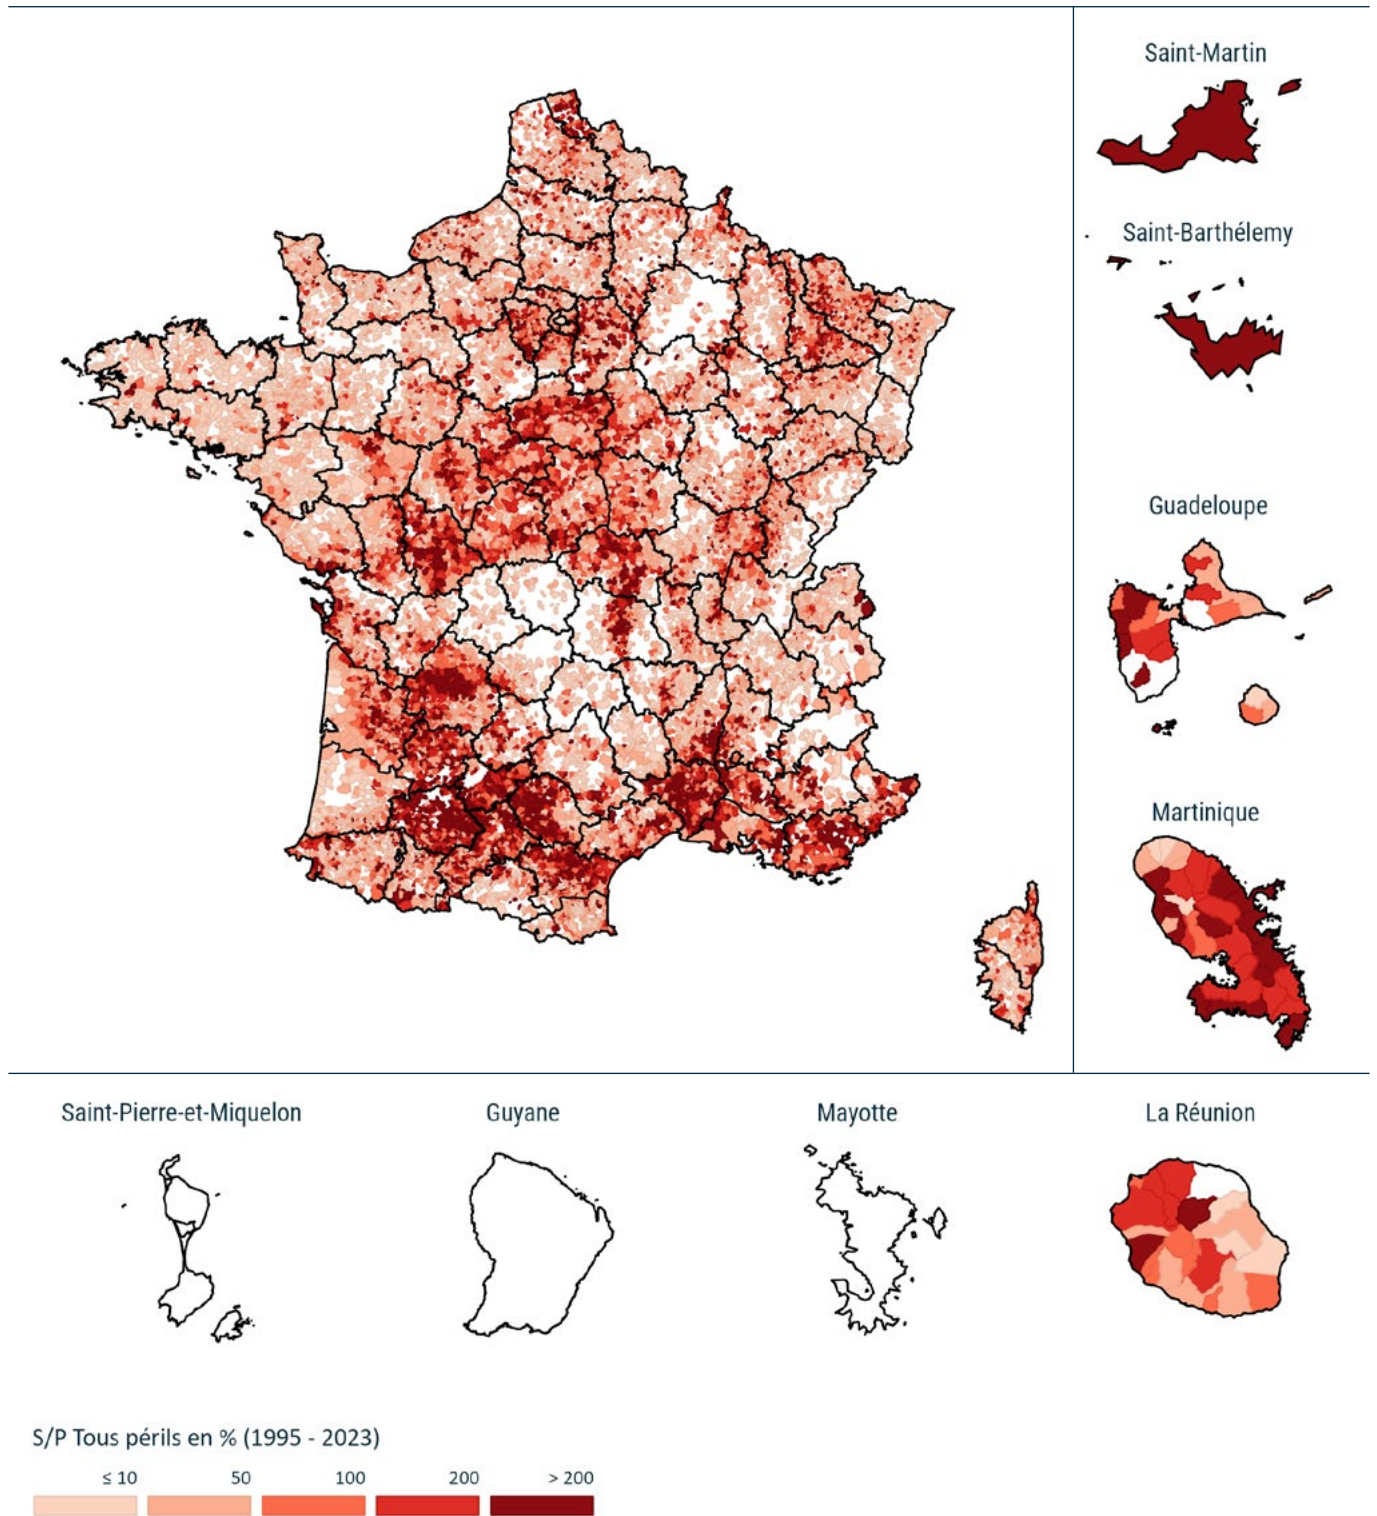 Saint-Martin
Saint-Barthélemy
Guadeloupe
Martinique
Saint-Pierre-et-Miquelon
Guyane
Mayotte
La Réunion
S/P Tous périls en % (1995 - 2023)
≤ 10 50 100 200 > 200